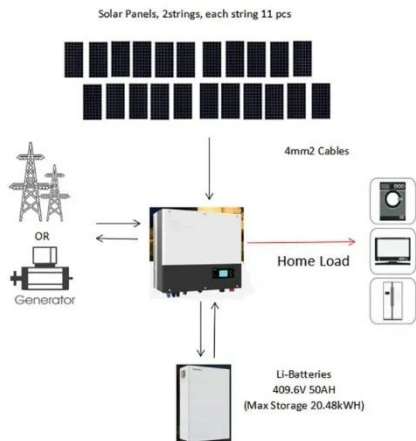 Solar Panels, 2strings, each string 11 pcs
4mm2 Cables
OR
Generator
Home Load
Li-Batteries
409.6V 50AH
(Max Storage 20.48kWH)